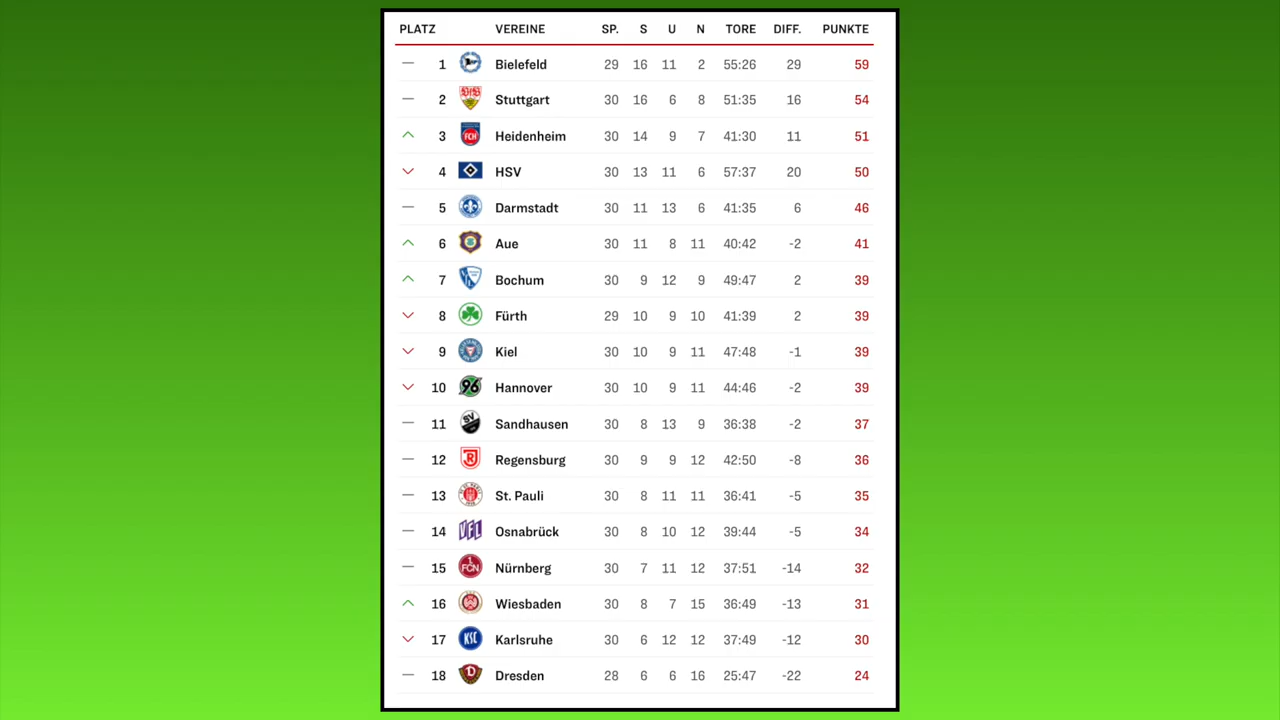 PLATZ VEREINE SP. S U N TORE DIFF. PUNKTE
1 Bielefeld 29 16 11 2 55:26 29 59
2 VfB Stuttgart 30 16 6 8 51:35 16 54
3 FCH Heidenheim 30 14 9 7 41:30 11 51
4 HSV 30 13 11 6 57:37 20 50
5 Darmstadt 30 11 13 6 41:35 6 46
6 Aue 30 11 8 11 40:42 -2 41
7 Bochum 30 9 12 9 49:47 2 39
8 Fürth 29 10 9 10 41:39 2 39
9 Kiel 30 10 9 11 47:48 -1 39
10 96 Hannover 30 10 9 11 44:46 -2 39
11 SV Sandhausen 30 8 13 9 36:38 -2 37
12 R Regensburg 30 9 9 12 42:50 -8 36
13 St. Pauli 30 8 11 11 36:41 -5 35
14 VFL Osnabrück 30 8 10 12 39:44 -5 34
15 1. FCN Nürnberg 30 7 11 12 37:51 -14 32
16 Wiesbaden 30 8 7 15 36:49 -13 31
17 KSC Karlsruhe 30 6 12 12 37:49 -12 30
18 D Dresden 28 6 6 16 25:47 -22 24